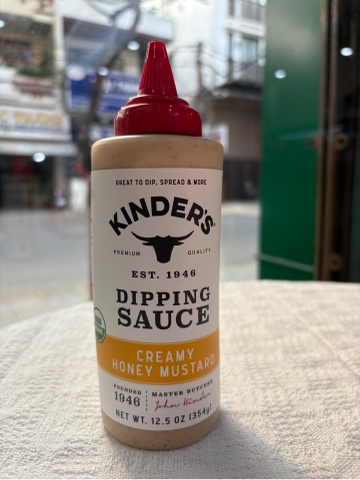 GREAT TO DIP, SPREAD & MORE
KINDER'S
PREMIUM QUALITY
EST. 1946
DIPPING
SAUCE
CREAMY
HONEY MUSTARD
FOUNDED
1946
MASTER BUTCHER
John Kinder
NET WT. 12.5 OZ (354g)